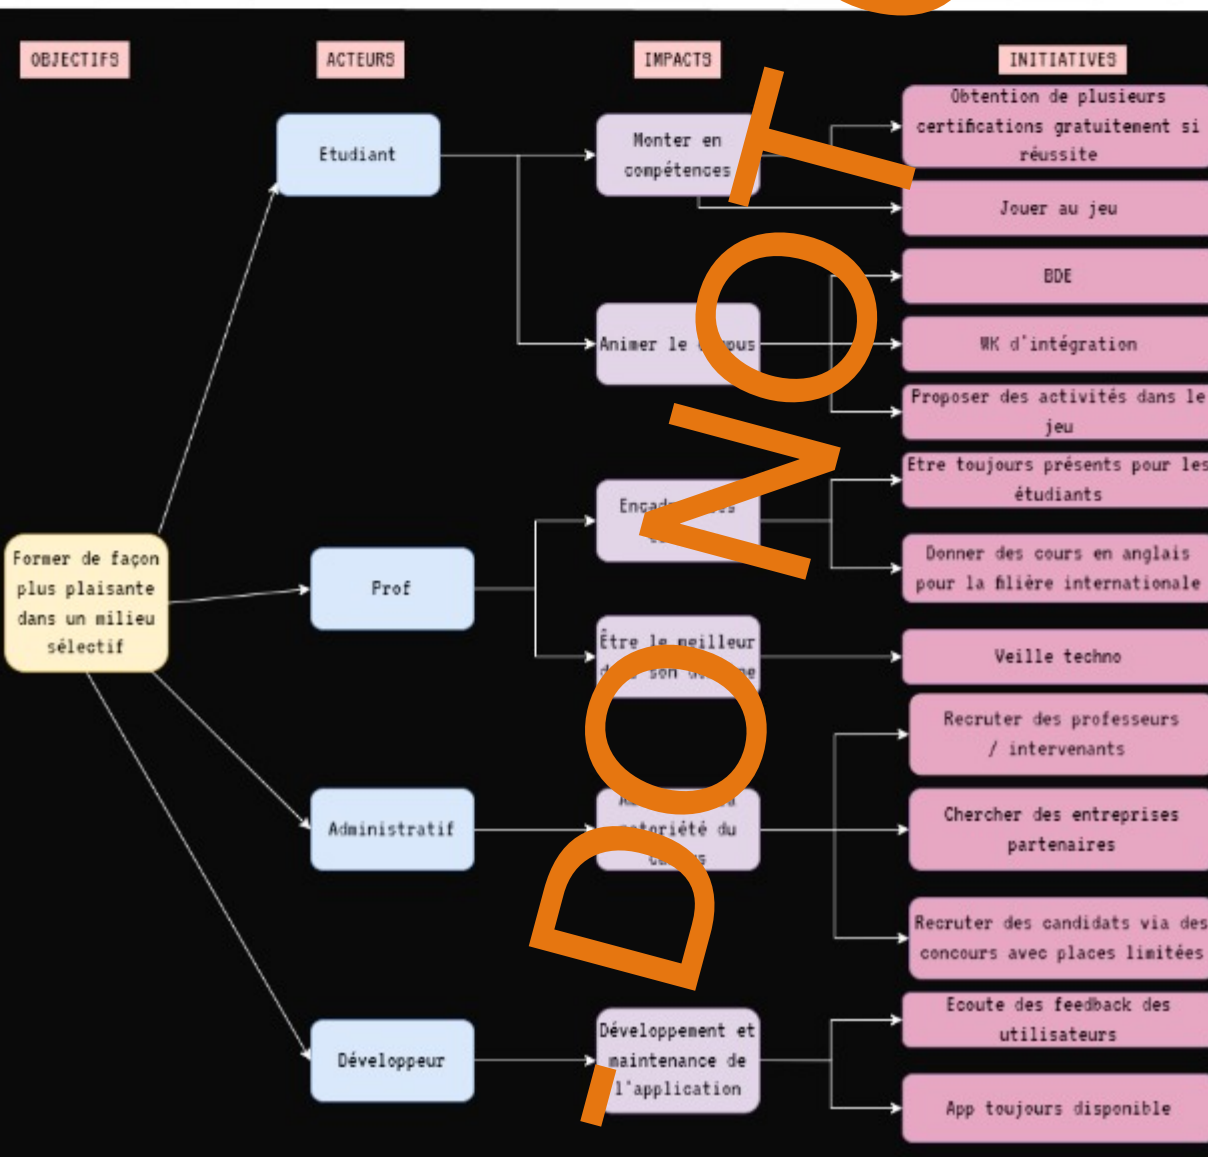 OBJECTIFS
ACTEURS
IMPACTS
INITIATIVES
Former de façon
plus plaisante
dans un milieu
sélectif
Etudiant
Monter en
compétences
Obtention de plusieurs
certifications gratuitement si
réussite
Jouer au jeu
Animer le
BDE
WK d'intégration
Proposer des activités dans le
jeu
Prof
Etre toujours présents pour les
étudiants
Donner des cours en anglais
pour la filière internationale
Être le meilleur
son
Veille techno
Administratif
du
Recruter des professeurs
/ intervenants
Chercher des entreprises
partenaires
Recruter des candidats via des
concours avec places limitées
Développeur
Développement et
maintenance de
l'application
Ecoute des feedback des
utilisateurs
App toujours disponible
DOMOT